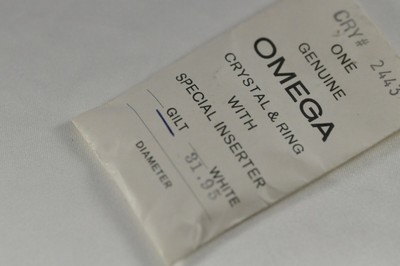 CRY# 2443
ONE
GENUINE
OMEGA
CRYSTAL & RING
WITH
SPECIAL INSERTER
GILT WHITE
31.95
DIAMETER